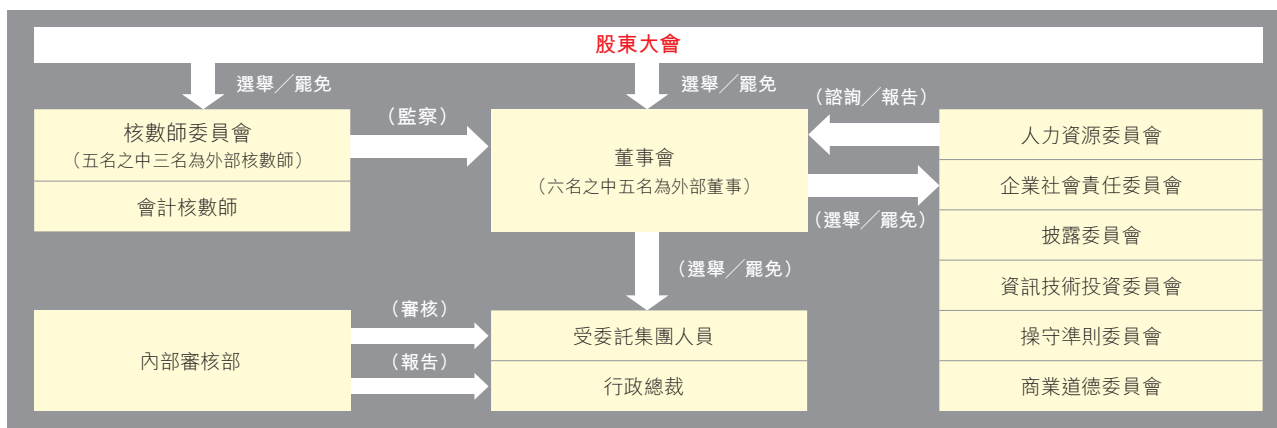 股東大會
選舉／罷免
選舉／罷免
核數師委員會
（五名之中三名為外部核數師）
會計核數師
（監察）
董事會
（六名之中五名為外部董事）
（諮詢／報告）
（選舉／罷免）
人力資源委員會
企業社會責任委員會
披露委員會
資訊技術投資委員會
操守準則委員會
商業道德委員會
（選舉／罷免）
內部審核部
（審核）
（報告）
受委託集團人員
行政總裁